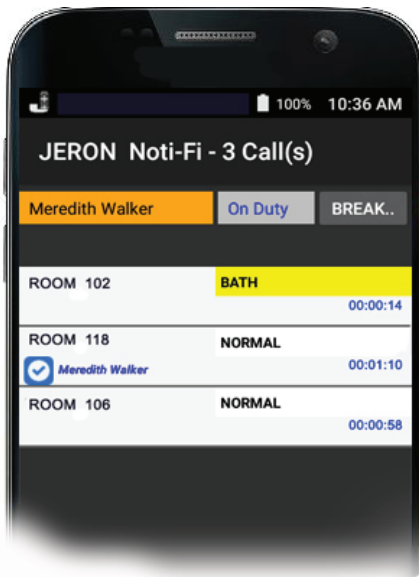 100% 10:36 AM
JERON Noti-Fi - 3 Call(s)
Meredith Walker On Duty BREAK..
ROOM 102 BATH
00:00:14
ROOM 118 NORMAL
Meredith Walker 00:01:10
ROOM 106 NORMAL
00:00:58